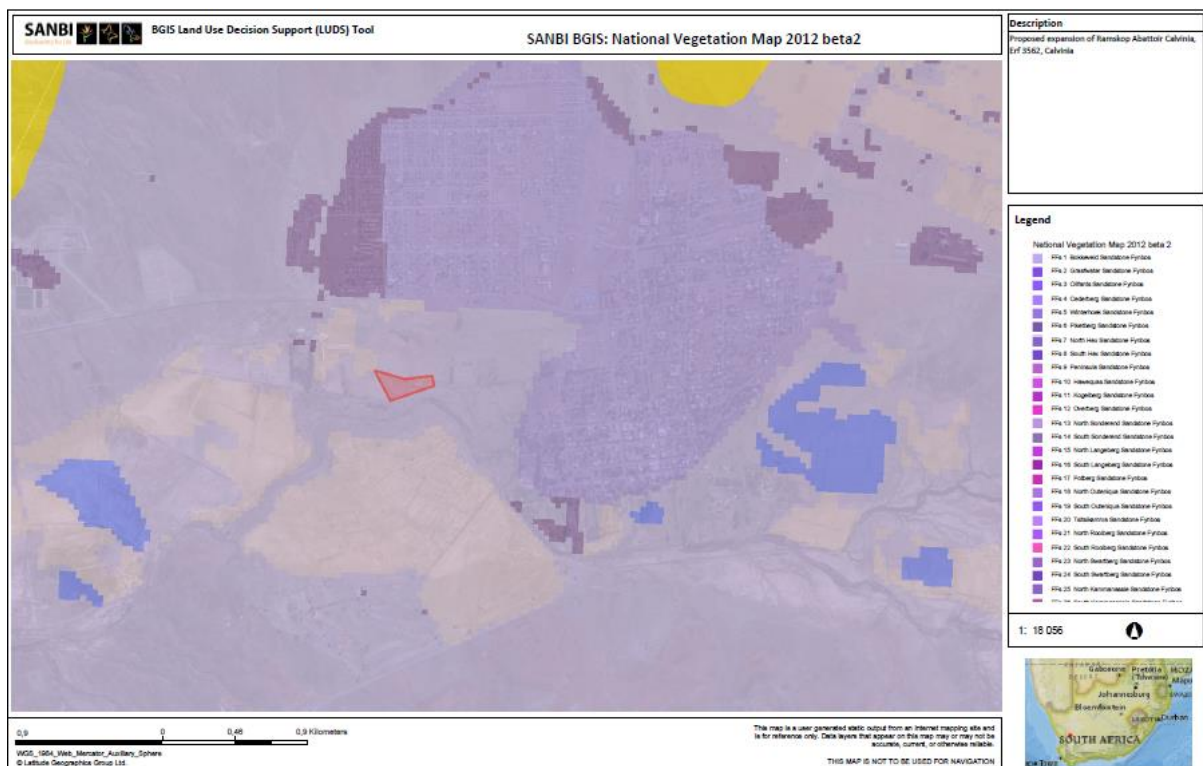 SANBI
BGIS Land Use Decision Support (LUDS) Tool
SANBI BGIS: National Vegetation Map 2012 beta2
Description
Proposed expansion of Ramskop Abattoir Calvinia,
Erf 3562, Calvinia
Legend
National Vegetation Map 2012 beta 2
FFs 1 Bokkeveld Sandstone Fynbos
FFs 2 Graafwater Sandstone Fynbos
FFs 3 Olifants Sandstone Fynbos
FFs 4 Cederberg Sandstone Fynbos
FFs 5 Winterhoek Sandstone Fynbos
FFs 6 Piketberg Sandstone Fynbos
FFs 7 North Hex Sandstone Fynbos
FFs 8 South Hex Sandstone Fynbos
FFs 9 Peninsula Sandstone Fynbos
FFs 10 Hawequas Sandstone Fynbos
FFs 11 Kogelberg Sandstone Fynbos
FFs 12 Overberg Sandstone Fynbos
FFs 13 North Sonderend Sandstone Fynbos
FFs 14 South Sonderend Sandstone Fynbos
FFs 15 North Langeberg Sandstone Fynbos
FFs 16 South Langeberg Sandstone Fynbos
FFs 17 Potberg Sandstone Fynbos
FFs 18 North Outeniqua Sandstone Fynbos
FFs 19 South Outeniqua Sandstone Fynbos
FFs 20 Tsitsikamma Sandstone Fynbos
FFs 21 North Rooiberg Sandstone Fynbos
FFs 22 South Rooiberg Sandstone Fynbos
FFs 23 North Swartberg Sandstone Fynbos
FFs 24 South Swartberg Sandstone Fynbos
FFs 25 North Kammanassie Sandstone Fynbos
1: 18 056
Gaborone Pretoria
Johannesburg
Bloemfontein
Durban
SOUTH AFRICA
0,9 0 0,46 0,9 Kilometers
WGS_1984_Web_Mercator_Auxiliary_Sphere
© Latitude Geographics Group Ltd.
This map is a user generated static output from an Internet mapping site and
is for reference only. Data layers that appear on this map may or may not be
accurate, current, or otherwise reliable.
THIS MAP IS NOT TO BE USED FOR NAVIGATION